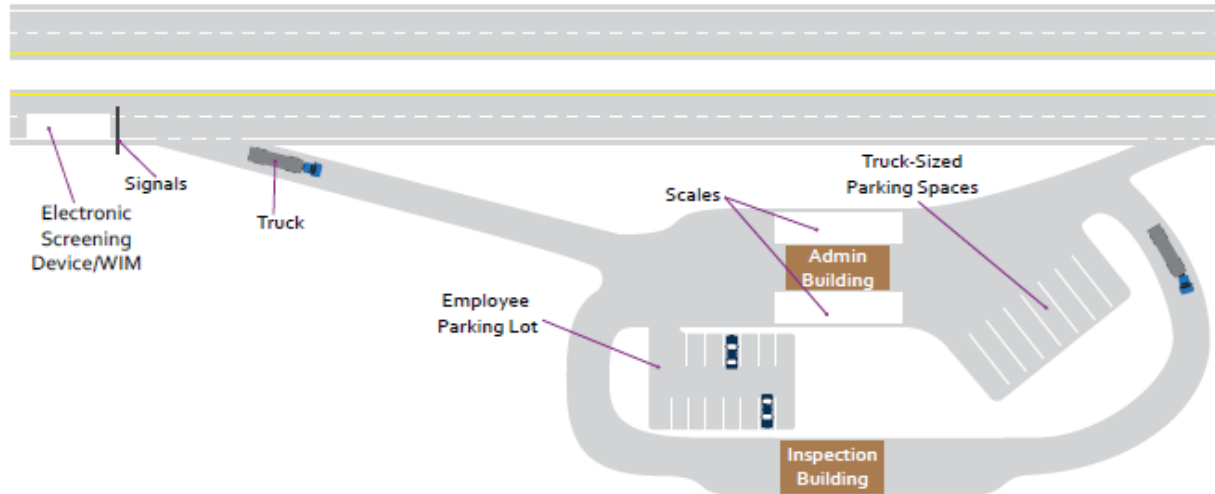 Signals
Electronic
Screening
Device/WIM
Truck
Scales
Truck-Sized
Parking Spaces
Admin
Building
Employee
Parking Lot
Inspection
Building